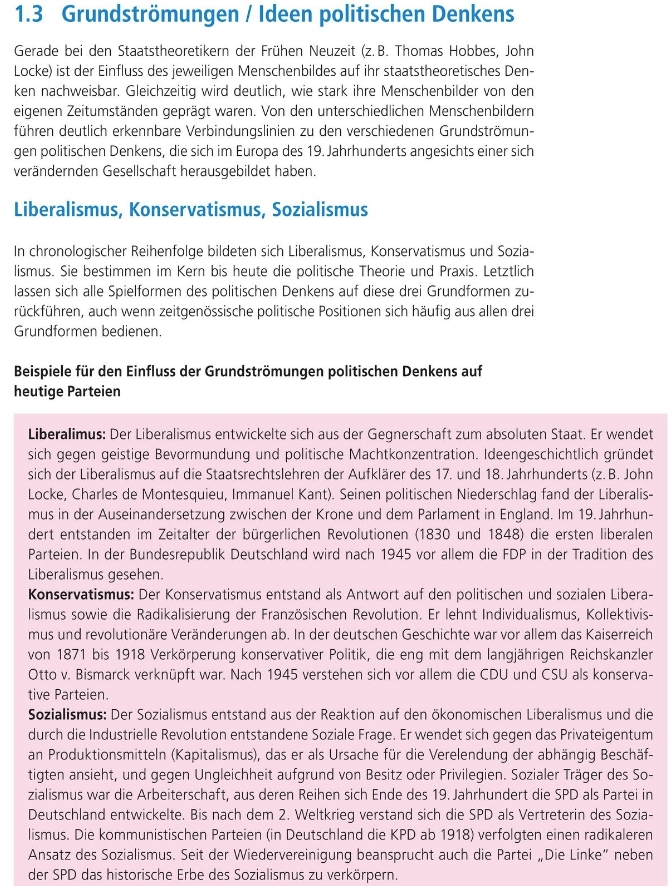 1.3 Grundströmungen / Ideen politischen Denkens
Gerade bei den Staatstheoretikern der Frühen Neuzeit (z. B. Thomas Hobbes, John
Locke) ist der Einfluss des jeweiligen Menschenbildes auf ihr staatstheoretisches Den-
ken nachweisbar. Gleichzeitig wird deutlich, wie stark ihre Menschenbilder von den
eigenen Zeitumständen geprägt waren. Von den unterschiedlichen Menschenbildern
führen deutlich erkennbare Verbindungslinien zu den verschiedenen Grundströmun-
gen politischen Denkens, die sich im Europa des 19. Jahrhunderts angesichts einer sich
verändernden Gesellschaft herausgebildet haben.
Liberalismus, Konservatismus, Sozialismus
In chronologischer Reihenfolge bildeten sich Liberalismus, Konservatismus und Sozia-
lismus. Sie bestimmen im Kern bis heute die politische Theorie und Praxis. Letztlich
lassen sich alle Spielformen des politischen Denkens auf diese drei Grundformen zu-
rückführen, auch wenn zeitgenössische politische Positionen sich häufig aus allen drei
Grundformen bedienen.
Beispiele für den Einfluss der Grundströmungen politischen Denkens auf
heutige Parteien
Liberalimus: Der Liberalismus entwickelte sich aus der Gegnerschaft zum absoluten Staat. Er wendet
sich gegen geistige Bevormundung und politische Machtkonzentration. Ideengeschichtlich gründet
sich der Liberalismus auf die Staatsrechtslehren der Aufklärer des 17. und 18. Jahrhunderts (z. B. John
Locke, Charles de Montesquieu, Immanuel Kant). Seinen politischen Niederschlag fand der Liberalis-
mus in der Auseinandersetzung zwischen der Krone und dem Parlament in England. Im 19. Jahrhun-
dert entstanden im Zeitalter der bürgerlichen Revolutionen (1830 und 1848) die ersten liberalen
Parteien. In der Bundesrepublik Deutschland wird nach 1945 vor allem die FDP in der Tradition des
Liberalismus gesehen.
Konservatismus: Der Konservatismus entstand als Antwort auf den politischen und sozialen Libera-
lismus sowie die Radikalisierung der Französischen Revolution. Er lehnt Individualismus, Kollektivis-
mus und revolutionäre Veränderungen ab. In der deutschen Geschichte war vor allem das Kaiserreich
von 1871 bis 1918 Verkörperung konservativer Politik, die eng mit dem langjährigen Reichskanzler
Otto v. Bismarck verknüpft war. Nach 1945 verstehen sich vor allem die CDU und CSU als konserva-
tive Parteien.
Sozialismus: Der Sozialismus entstand aus der Reaktion auf den ökonomischen Liberalismus und die
durch die Industrielle Revolution entstandene Soziale Frage. Er wendet sich gegen das Privateigentum
an Produktionsmitteln (Kapitalismus), das er als Ursache für die Verelendung der abhängig Beschäf-
tigten ansieht, und gegen Ungleichheit aufgrund von Besitz oder Privilegien. Sozialer Träger des So-
zialismus war die Arbeiterschaft, aus deren Reihen sich Ende des 19. Jahrhundert die SPD als Partei in
Deutschland entwickelte. Bis nach dem 2. Weltkrieg verstand sich die SPD als Vertreterin des Sozia-
lismus. Die kommunistischen Parteien (in Deutschland die KPD ab 1918) verfolgten einen radikaleren
Ansatz des Sozialismus. Seit der Wiedervereinigung beansprucht auch die Partei „Die Linke“ neben
der SPD das historische Erbe des Sozialismus zu verkörpern.